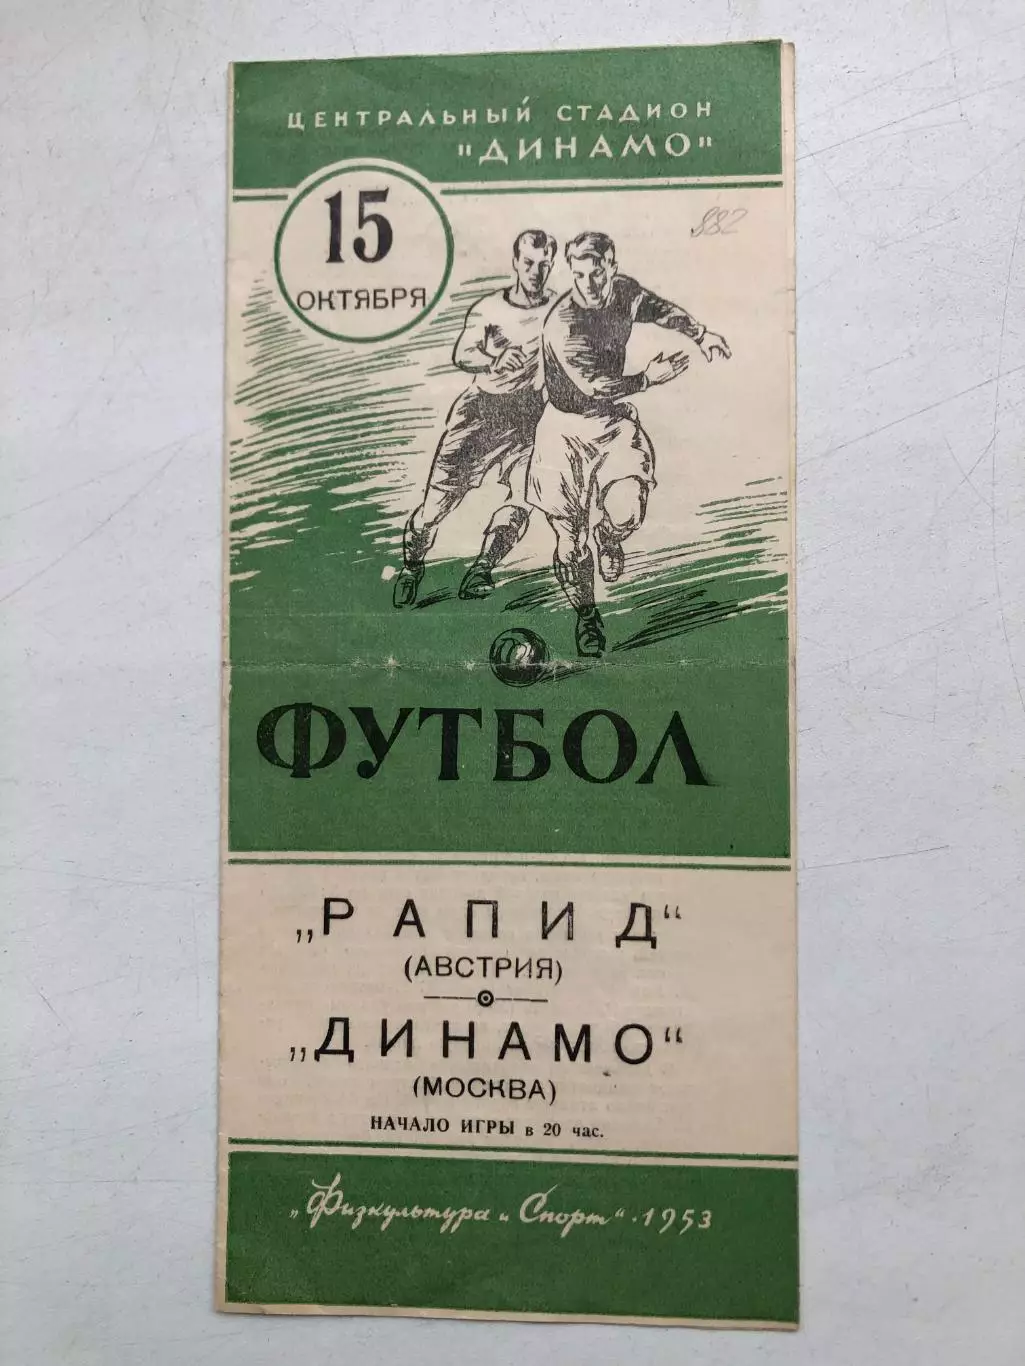 ЦЕНТРАЛЬНЫЙ СТАДИОН
"ДИНАМО"
15
ОКТЯБРЯ
882
ФУТБОЛ
„РАПИД“
(АВСТРИЯ)
„ДИНАМО“
(МОСКВА)
НАЧАЛО ИГРЫ в 20 час.
„Физкультура и Спорт“·1953